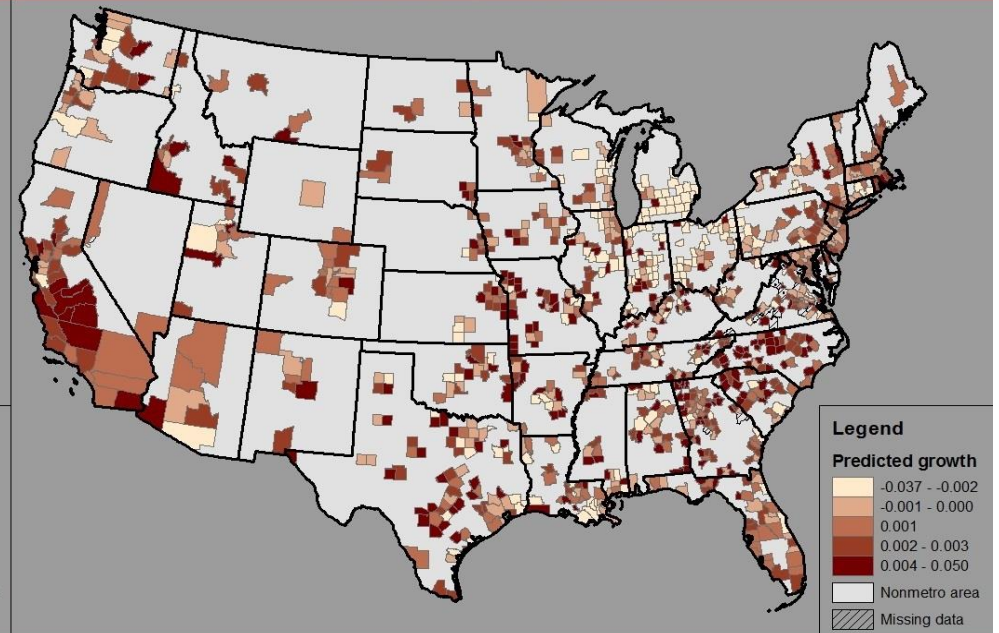 Legend
Predicted growth
-0.037 - -0.002
-0.001 - 0.000
0.001
0.002 - 0.003
0.004 - 0.050
Nonmetro area
Missing data